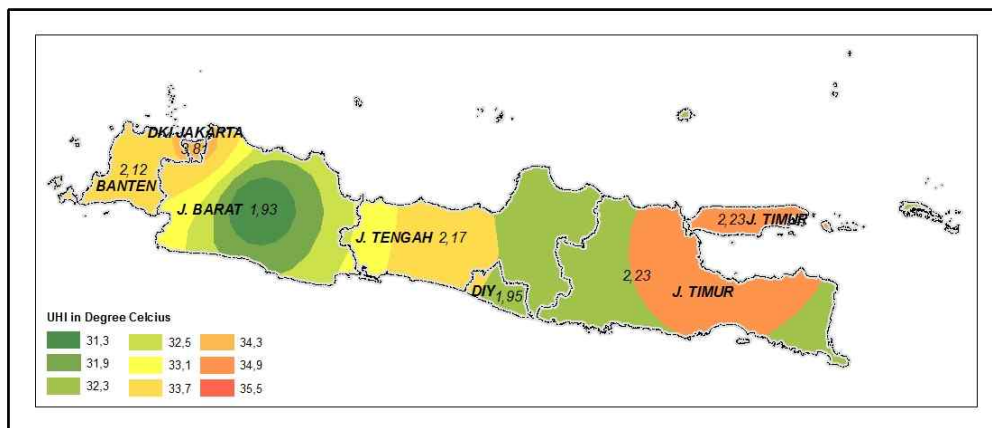 DKI JAKARTA
3,81
2,12
BANTEN
J. BARAT 1,93
J. TENGAH 2,17
DIY 1,95
2,23 J. TIMUR
2,23
J. TIMUR
UHI in Degree Celcius
31,3 32,5 34,3
31,9 33,1 34,9
32,3 33,7 35,5